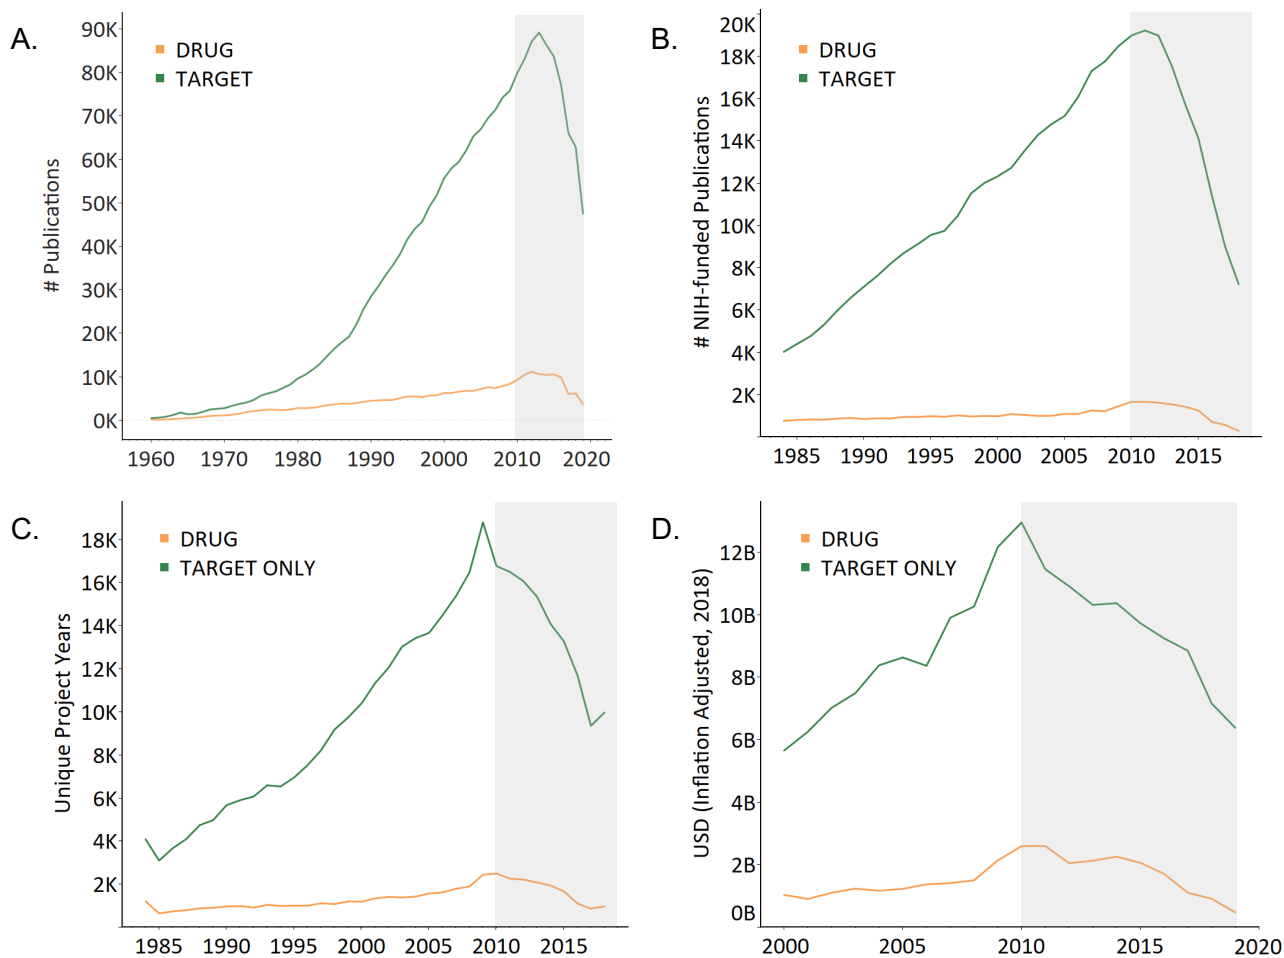 A.
# Publications
90K
80K
70K
60K
50K
40K
30K
20K
10K
0K
DRUG
TARGET
1960 1970 1980 1990 2000 2010 2020
B.
# NIH-funded Publications
20K
18K
16K
14K
12K
10K
8K
6K
4K
2K
DRUG
TARGET
1985 1990 1995 2000 2005 2010 2015
C.
Unique Project Years
18K
16K
14K
12K
10K
8K
6K
4K
2K
DRUG
TARGET ONLY
1985 1990 1995 2000 2005 2010 2015
D.
USD (Inflation Adjusted, 2018)
12B
10B
8B
6B
4B
2B
0B
DRUG
TARGET ONLY
2000 2005 2010 2015 2020